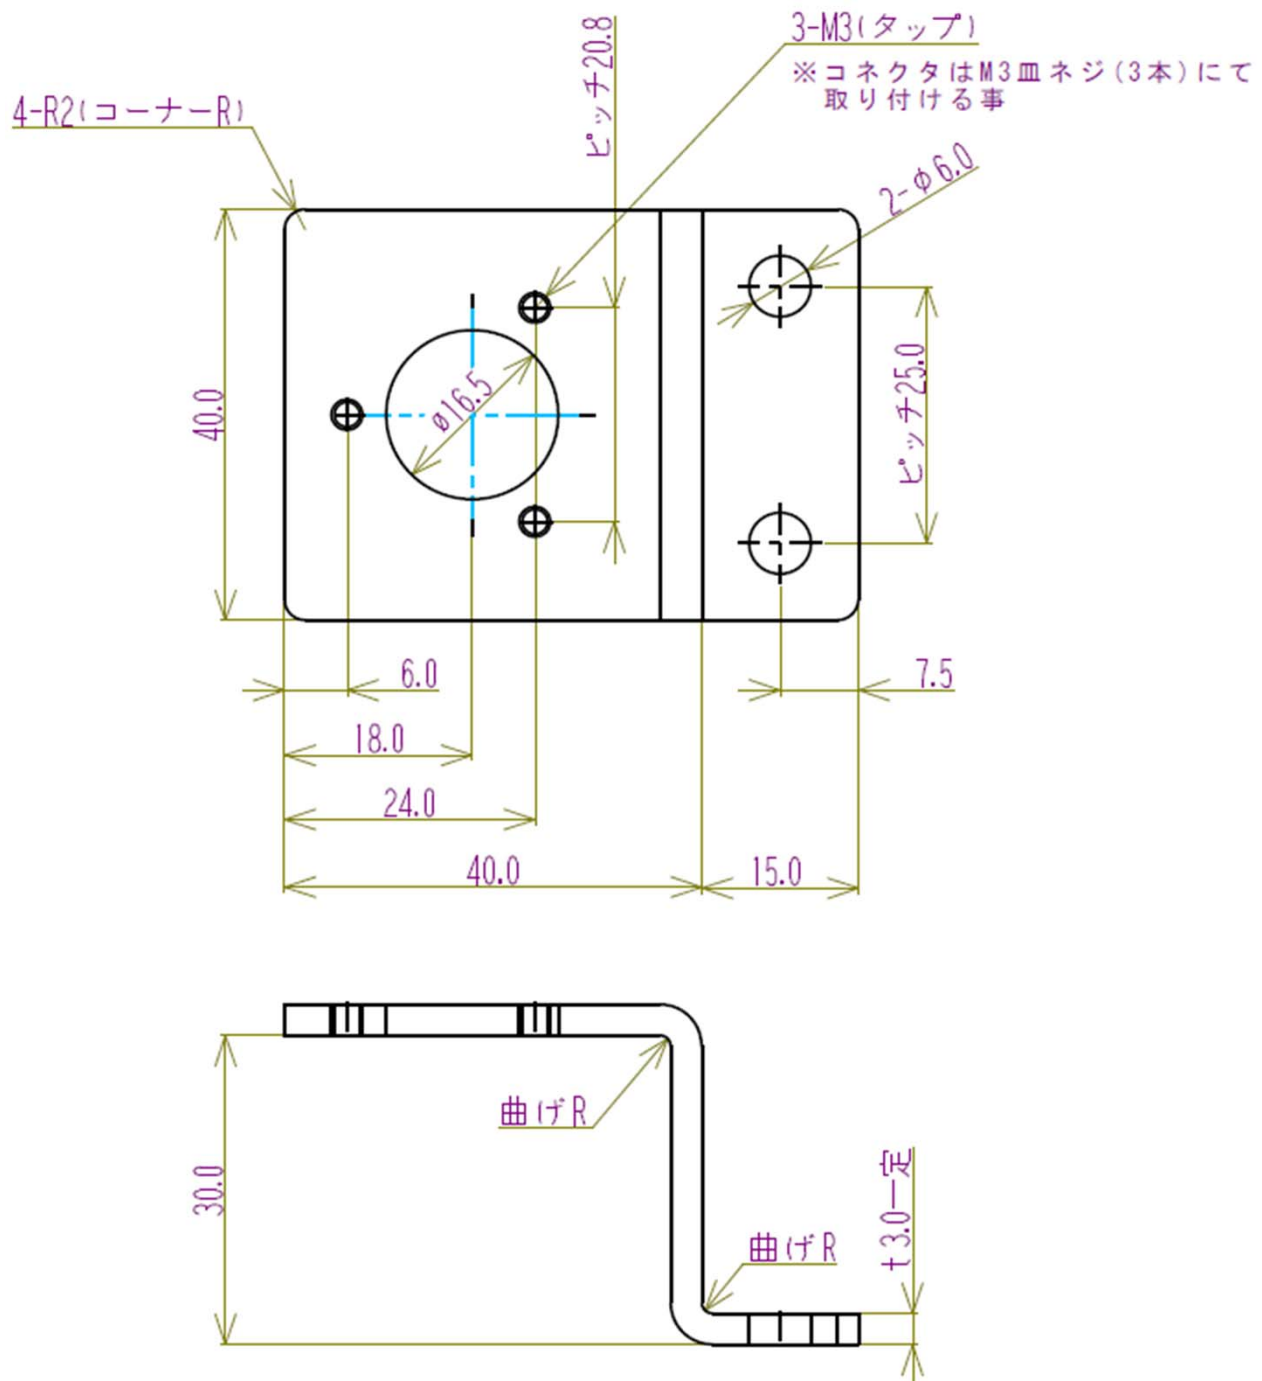 3-M3(タップ)
※コネクタはM3皿ネジ(3本)にて
取り付ける事
4-R2(コーナーR)
ピッチ20.8
2-φ6.0
40.0
ø16.5
ピッチ25.0
6.0
7.5
18.0
24.0
40.0
15.0
曲げR
30.0
曲げR
t3.0一定